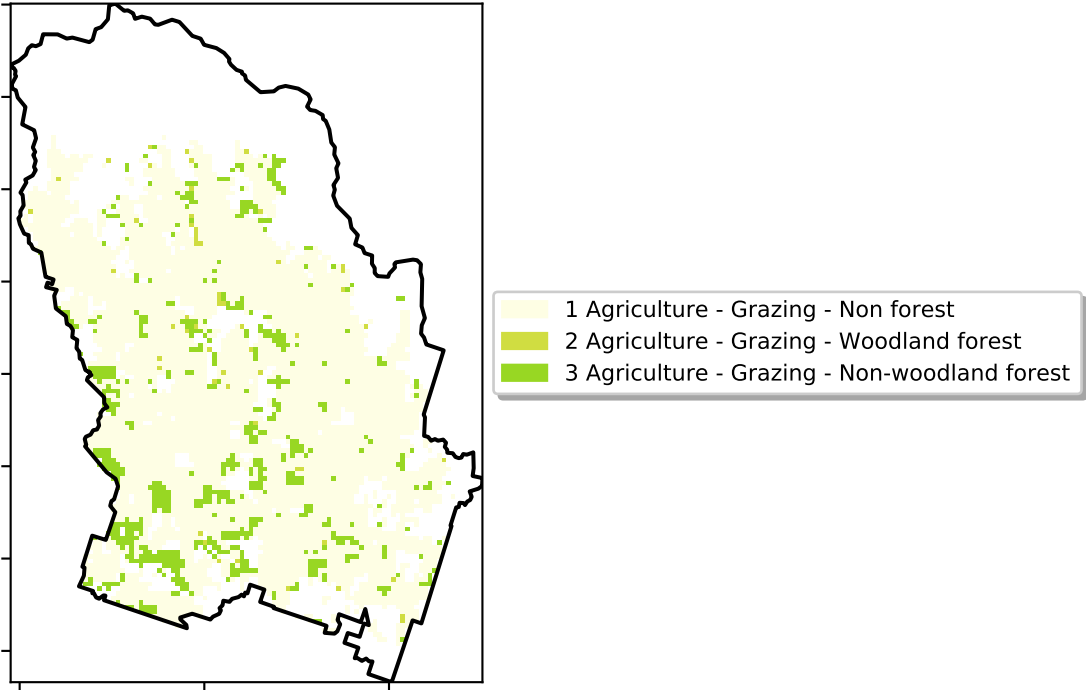 1 Agriculture - Grazing - Non forest
2 Agriculture - Grazing - Woodland forest
3 Agriculture - Grazing - Non-woodland forest